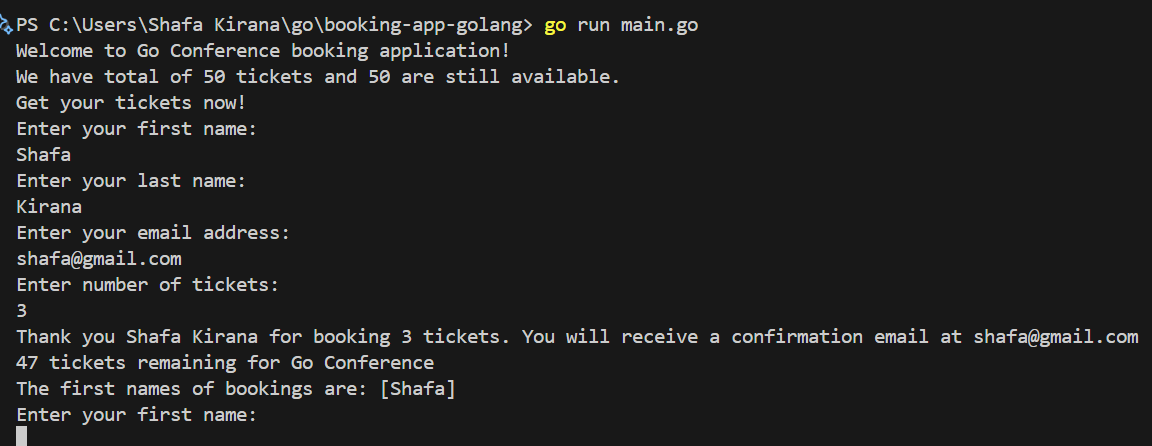 PS C:\Users\Shafa Kirana\go\booking-app-golang> go run main.go
Welcome to Go Conference booking application!
We have total of 50 tickets and 50 are still available.
Get your tickets now!
Enter your first name:
Shafa
Enter your last name:
Kirana
Enter your email address:
shafa@gmail.com
Enter number of tickets:
3
Thank you Shafa Kirana for booking 3 tickets. You will receive a confirmation email at shafa@gmail.com
47 tickets remaining for Go Conference
The first names of bookings are: [Shafa]
Enter your first name: